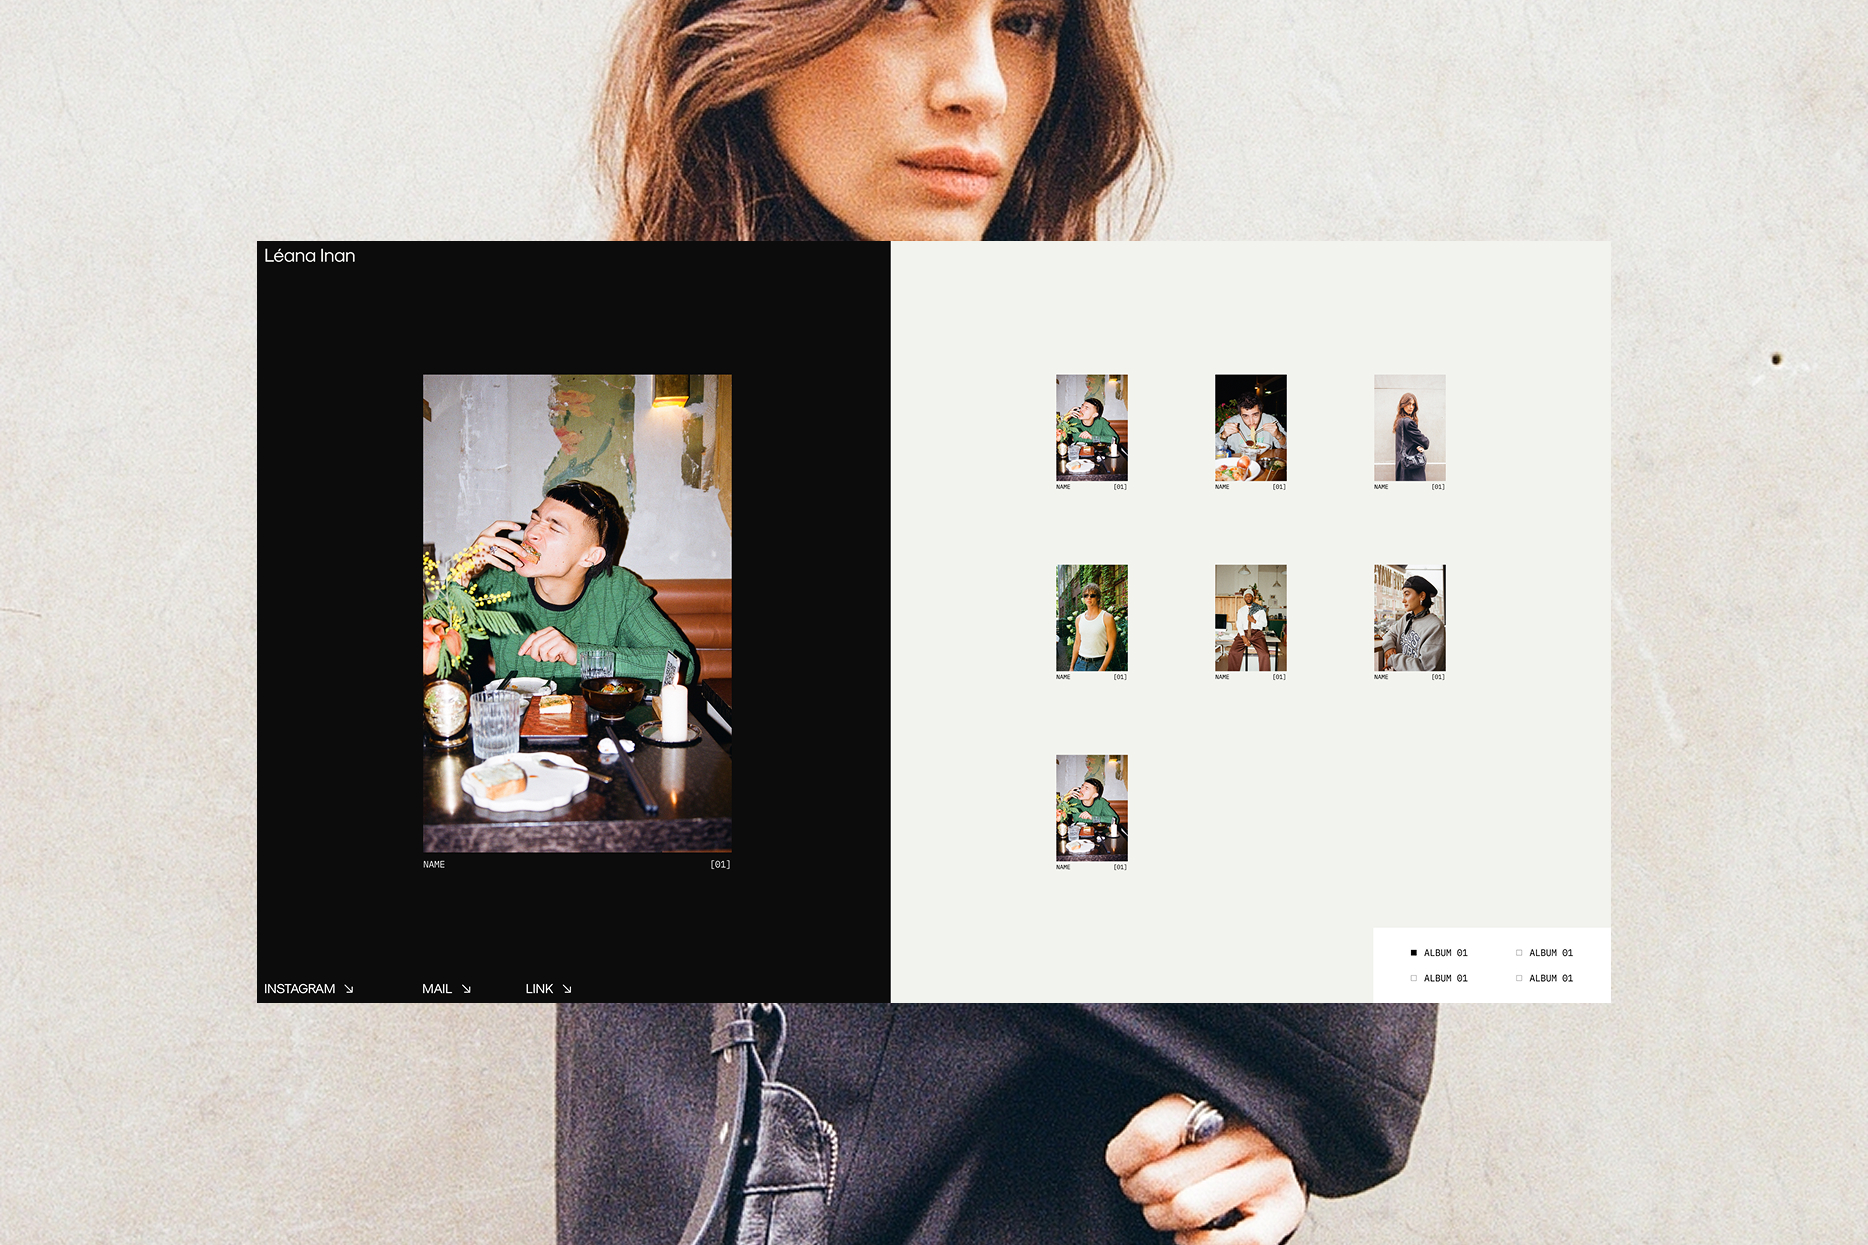 Léana Inan
NAME [01]
INSTAGRAM ↘ MAIL ↘ LINK ↘
NAME [01] NAME [01] NAME [01]
NAME [01] NAME [01] NAME [01]
NAME [01]
ALBUM 01 ALBUM 01
ALBUM 01 ALBUM 01